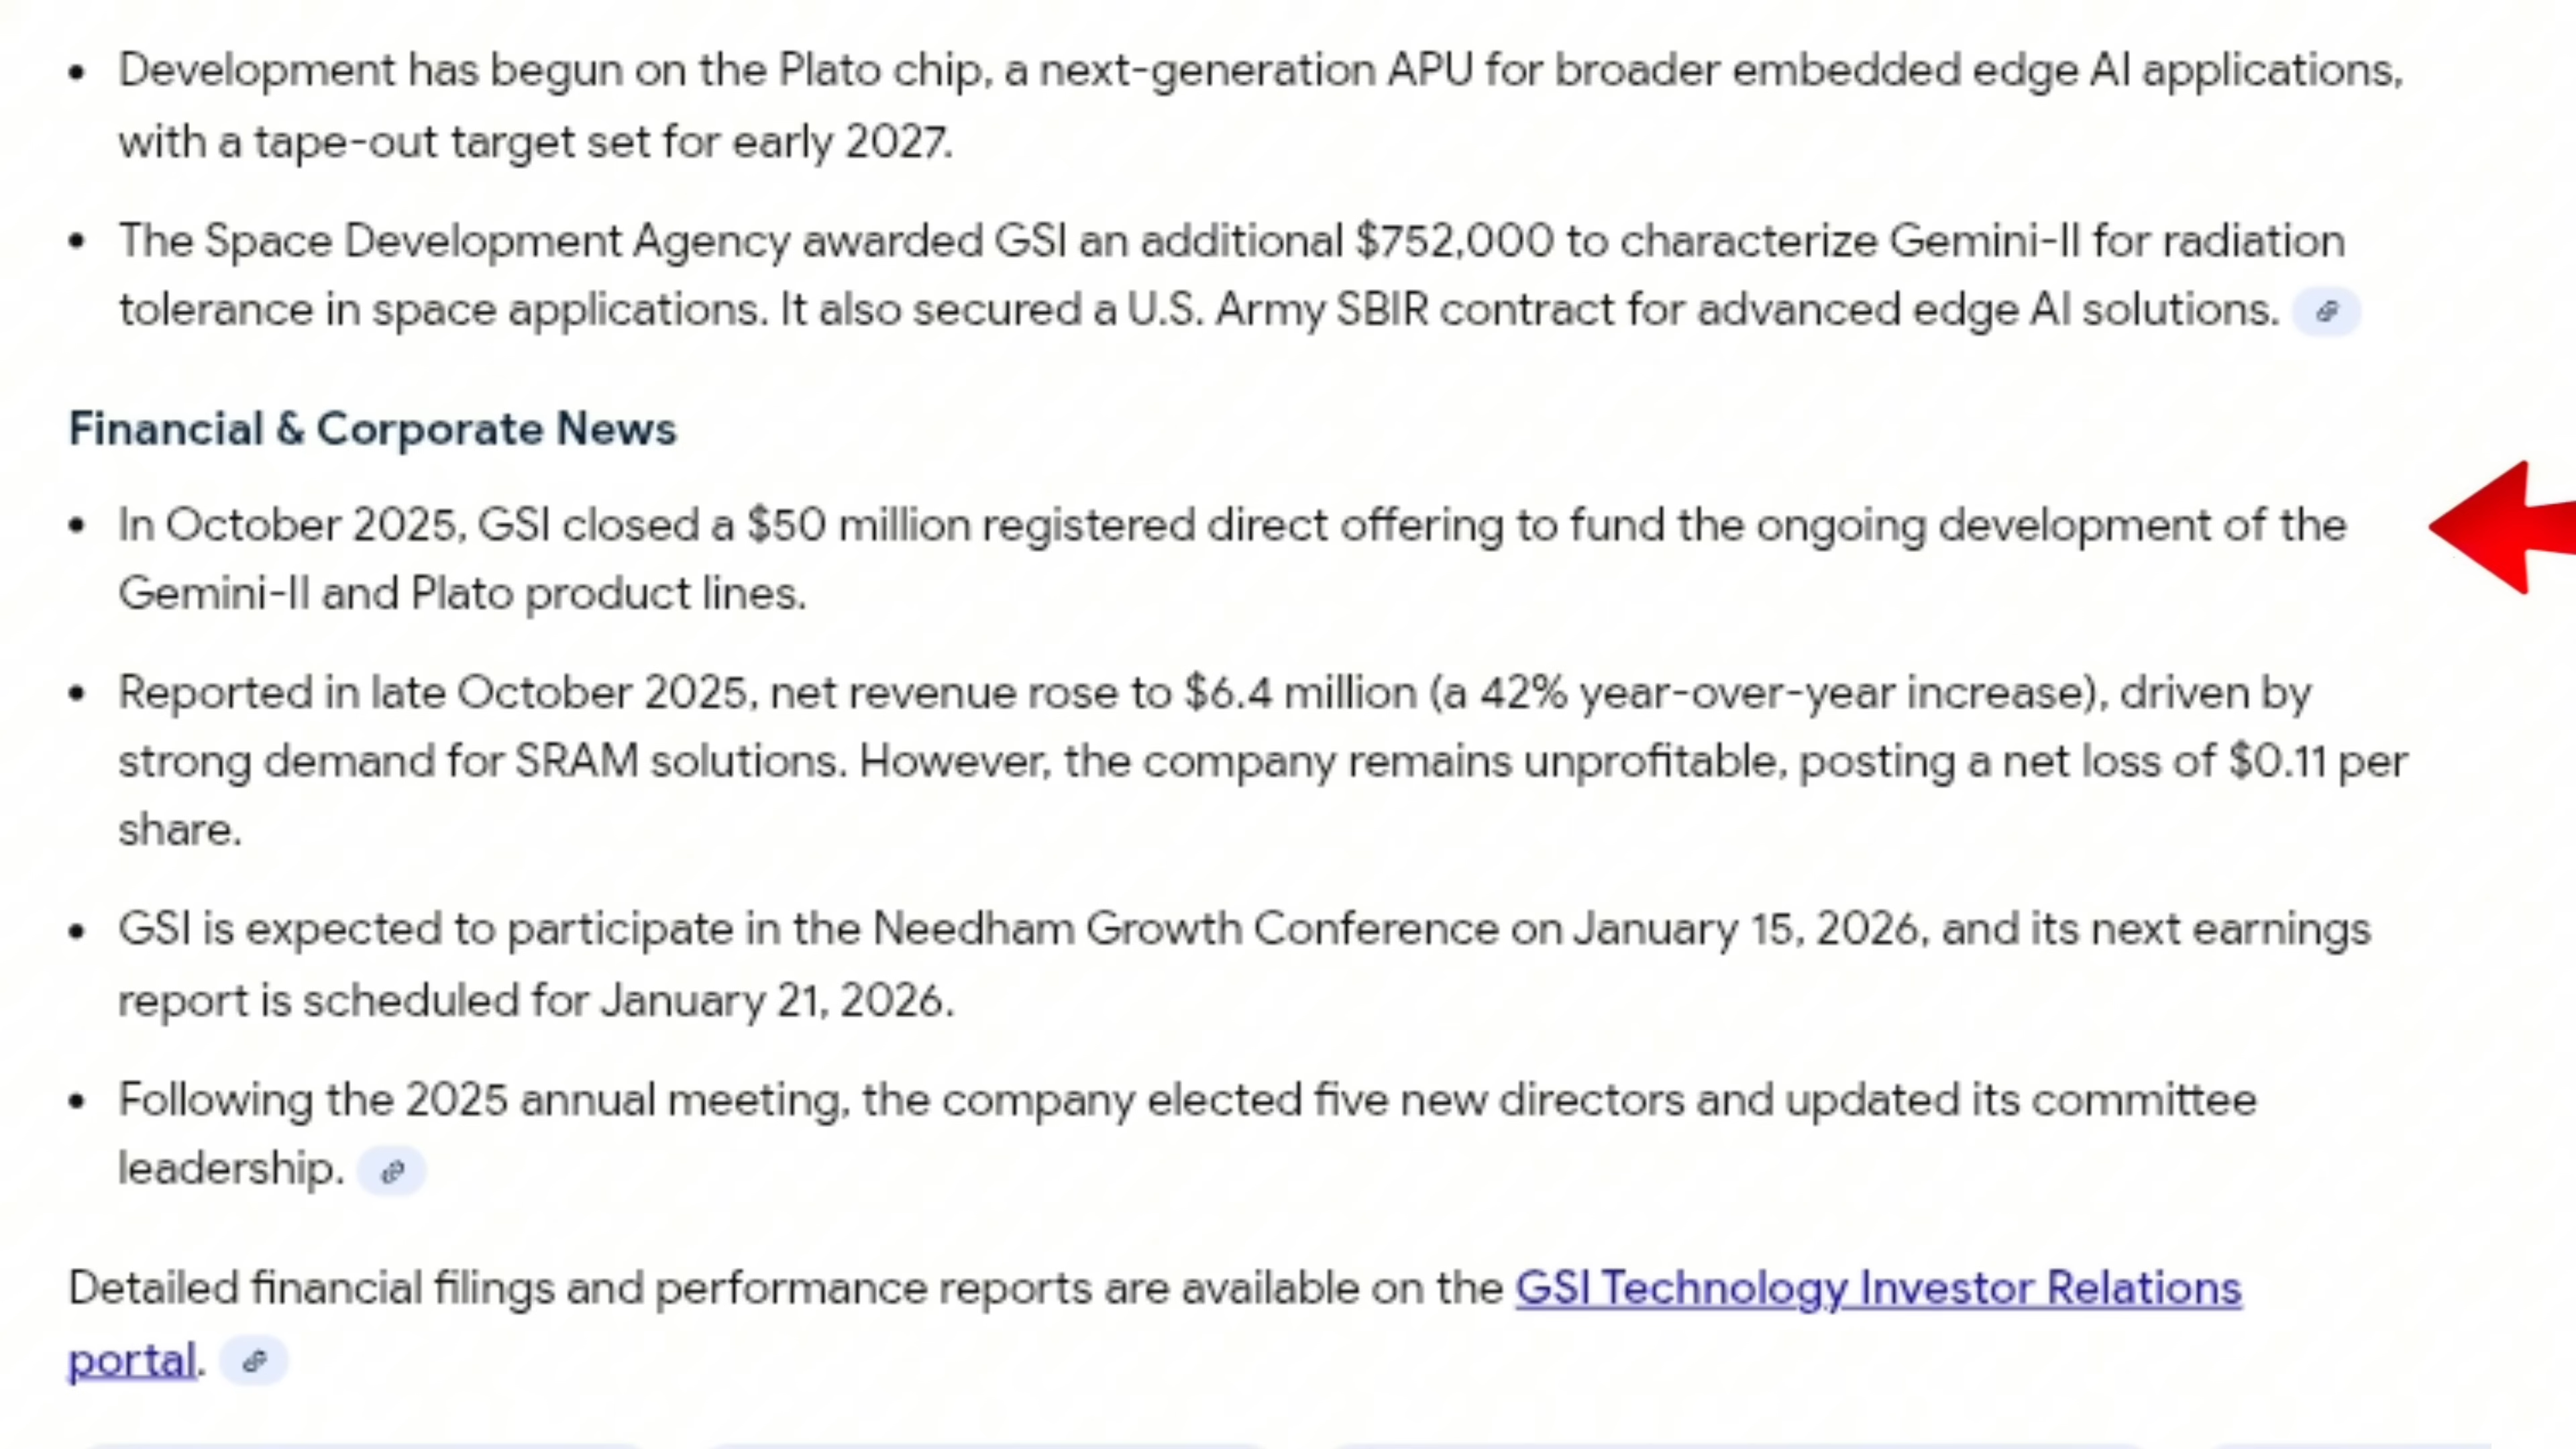 • Development has begun on the Plato chip, a next-generation APU for broader embedded edge AI applications,
with a tape-out target set for early 2027.
• The Space Development Agency awarded GSI an additional $752,000 to characterize Gemini-II for radiation
tolerance in space applications. It also secured a U.S. Army SBIR contract for advanced edge AI solutions.
Financial & Corporate News
• In October 2025, GSI closed a $50 million registered direct offering to fund the ongoing development of the
Gemini-II and Plato product lines.
• Reported in late October 2025, net revenue rose to $6.4 million (a 42% year-over-year increase), driven by
strong demand for SRAM solutions. However, the company remains unprofitable, posting a net loss of $0.11 per
share.
• GSI is expected to participate in the Needham Growth Conference on January 15, 2026, and its next earnings
report is scheduled for January 21, 2026.
• Following the 2025 annual meeting, the company elected five new directors and updated its committee
leadership.
Detailed financial filings and performance reports are available on the GSI Technology Investor Relations
portal.